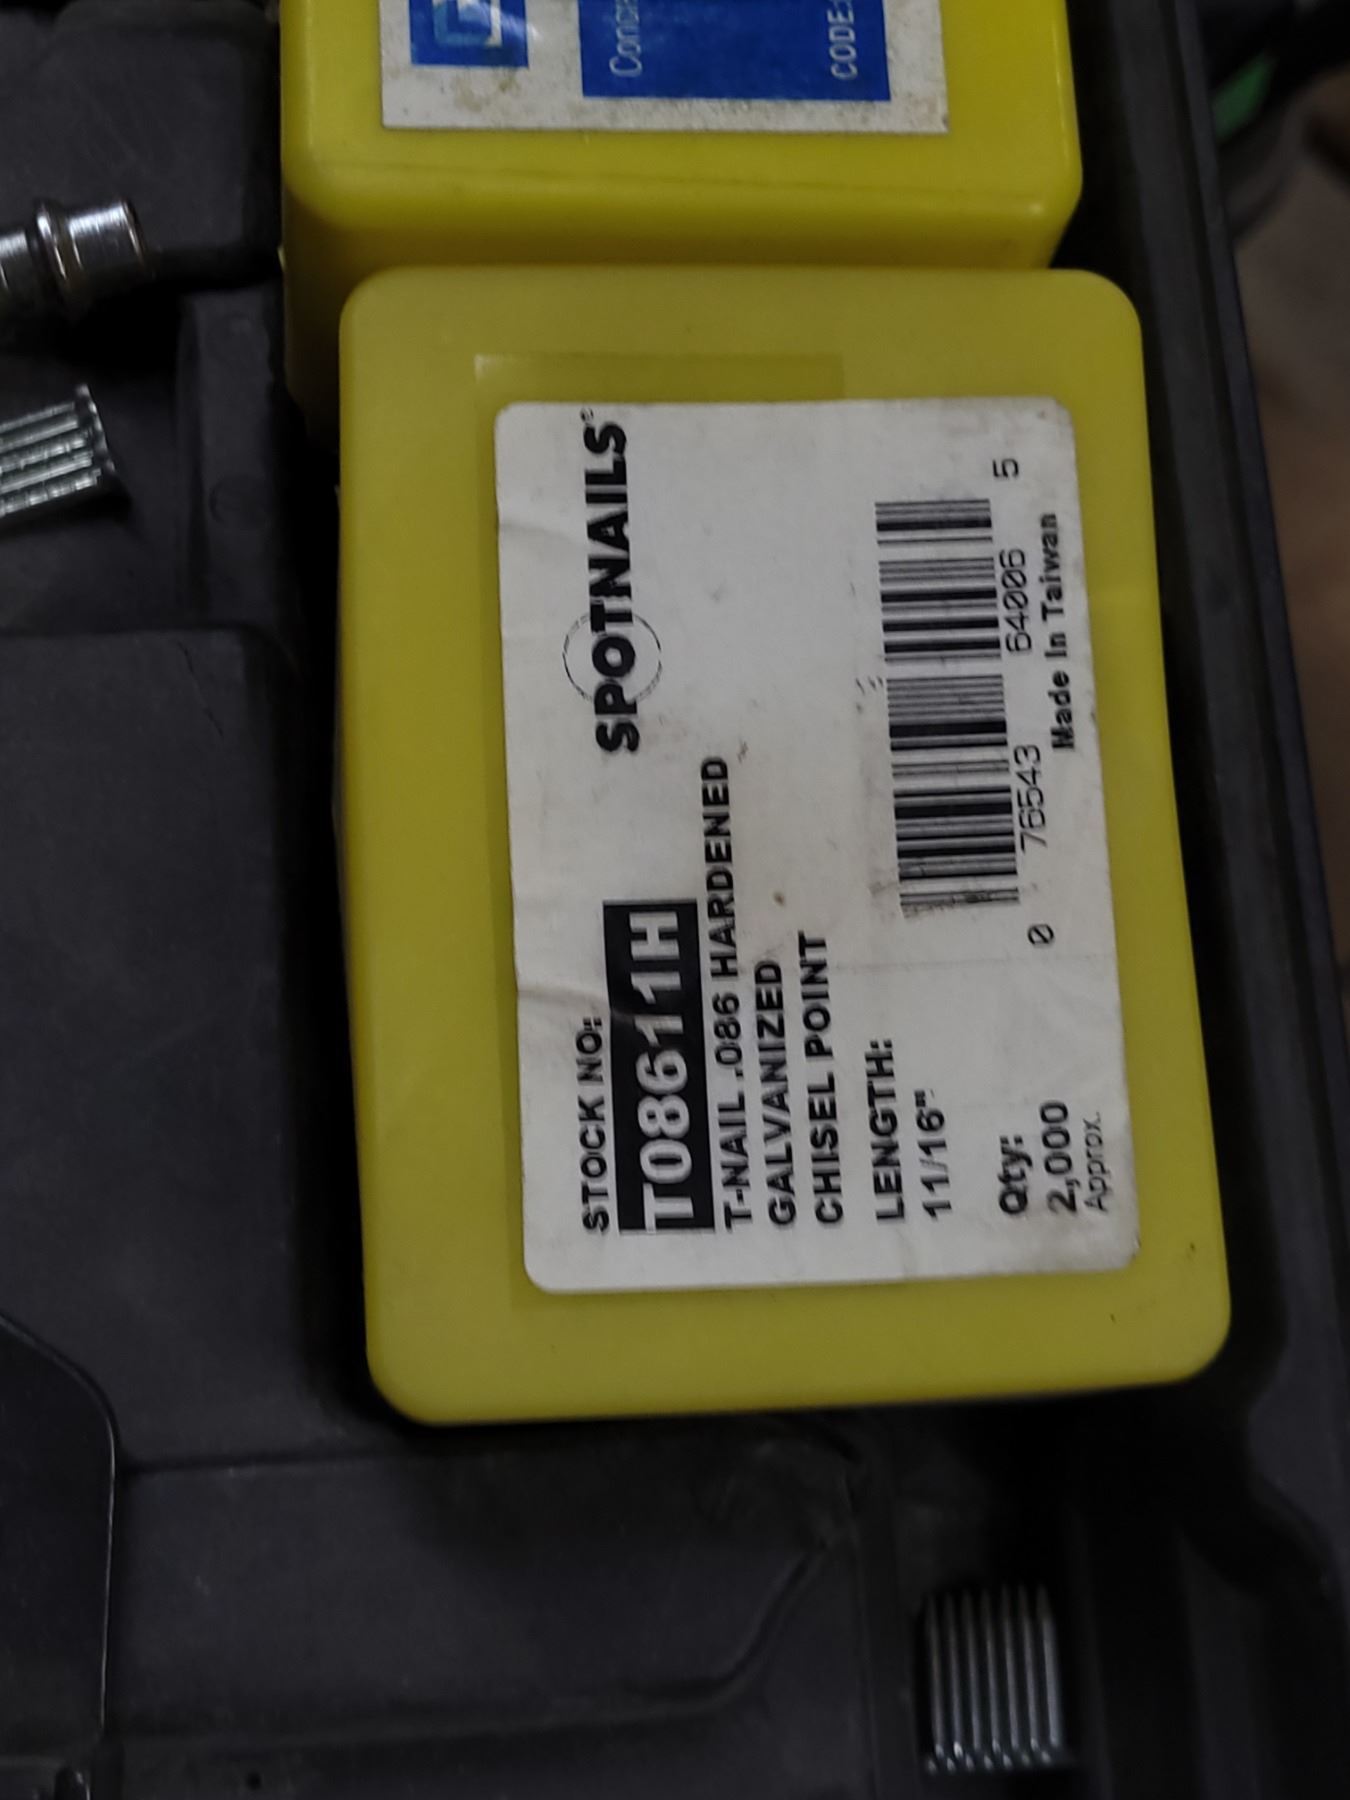 CODE:
SPOTNAILS
STOCK NO:
T08611H
T-NAIL .086 HARDENED
GALVANIZED
CHISEL POINT
LENGTH:
11/16"
Qty:
2,000
Approx.
0 76543 64006 5
Made In Taiwan